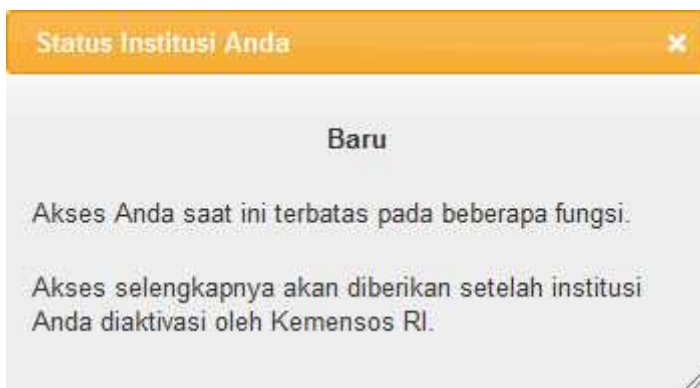 Status Institusi Anda
Baru
Akses Anda saat ini terbatas pada beberapa fungsi.
Akses selengkapnya akan diberikan setelah institusi
Anda diaktivasi oleh Kemensos RI.